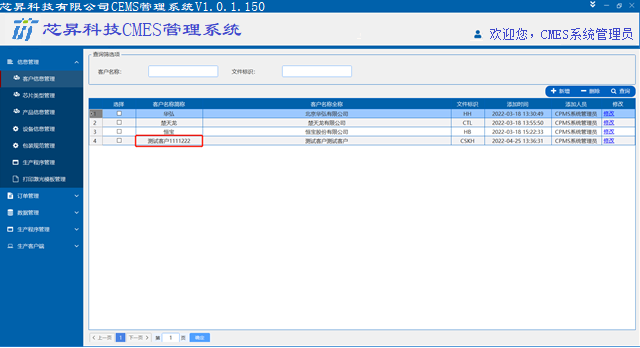 芯昇科技有限公司CEMS管理系统V1.0.1.150
芯昇科技CMES管理系统
欢迎您，CMES系统管理员
信息管理
客户信息管理
芯片类型管理
产品信息管理
设备信息管理
包装规范管理
生产程序管理
打印激光模板管理
订单管理
数据管理
生产程序管理
生产客户端
查询筛选项
客户名称：
文件标识：
新增 删除 查询
选择 客户名称简称 客户名称全称 文件标识 添加时间 添加人员 修改
1 华弘 北京华弘有限公司 HH 2022-03-18 13:30:49 CPMS系统管理员 修改
2 楚天龙 楚天龙有限公司 CTL 2022-03-18 13:55:50 CPMS系统管理员 修改
3 恒宝 恒宝股份有限公司 HB 2022-03-18 15:22:33 CPMS系统管理员 修改
4 测试客户1111222 测试客户测试客户 CSKH 2022-04-25 13:36:31 CPMS系统管理员 修改
上一页 1 下一页 第 1 页 确定